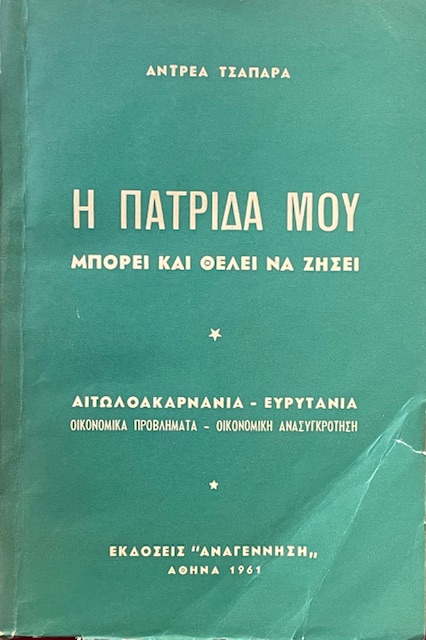 ΑΝΤΡΕΑ ΤΣΑΠΑΡΑ
Η ΠΑΤΡΙΔΑ ΜΟΥ
ΜΠΟΡΕΙ ΚΑΙ ΘΕΛΕΙ ΝΑ ΖΗΣΕΙ
ΑΙΤΩΛΟΑΚΑΡΝΑΝΙΑ - ΕΥΡΥΤΑΝΙΑ
ΟΙΚΟΝΟΜΙΚΑ ΠΡΟΒΛΗΜΑΤΑ - ΟΙΚΟΝΟΜΙΚΗ ΑΝΑΣΥΓΚΡΟΤΗΣΗ
ΕΚΔΟΣΕΙΣ "ΑΝΑΓΕΝΝΗΣΗ„
ΑΘΗΝΑ 1961